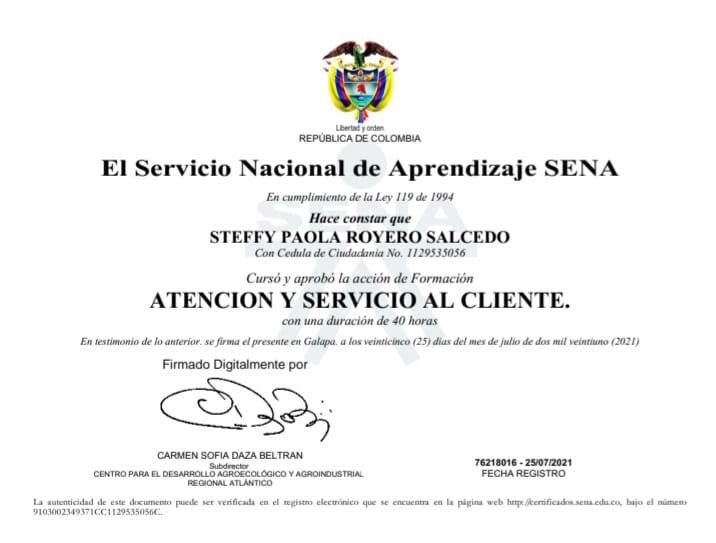 Libertad y orden
REPÚBLICA DE COLOMBIA
El Servicio Nacional de Aprendizaje SENA
En cumplimiento de la Ley 119 de 1994
SENA
Hace constar que
STEFFY PAOLA ROYERO SALCEDO
Con Cedula de Ciudadania No. 1129535056
Cursó y aprobó la acción de Formación
ATENCION Y SERVICIO AL CLIENTE.
con una duración de 40 horas
En testimonio de lo anterior. se firma el presente en Galapa. a los veinticinco (25) días del mes de julio de dos mil veintiuno (2021)
Firmado Digitalmente por
CARMEN SOFIA DAZA BELTRAN
Subdirector
CENTRO PARA EL DESARROLLO AGROECOLÓGICO Y AGROINDUSTRIAL
REGIONAL ATLÁNTICO
76218016 - 25/07/2021
FECHA REGISTRO
La autenticidad de este documento puede ser verificada en el registro electrónico que se encuentra en la página web http://certificados.sena.edu.co, bajo el número
9103002349371CC1129535056C.